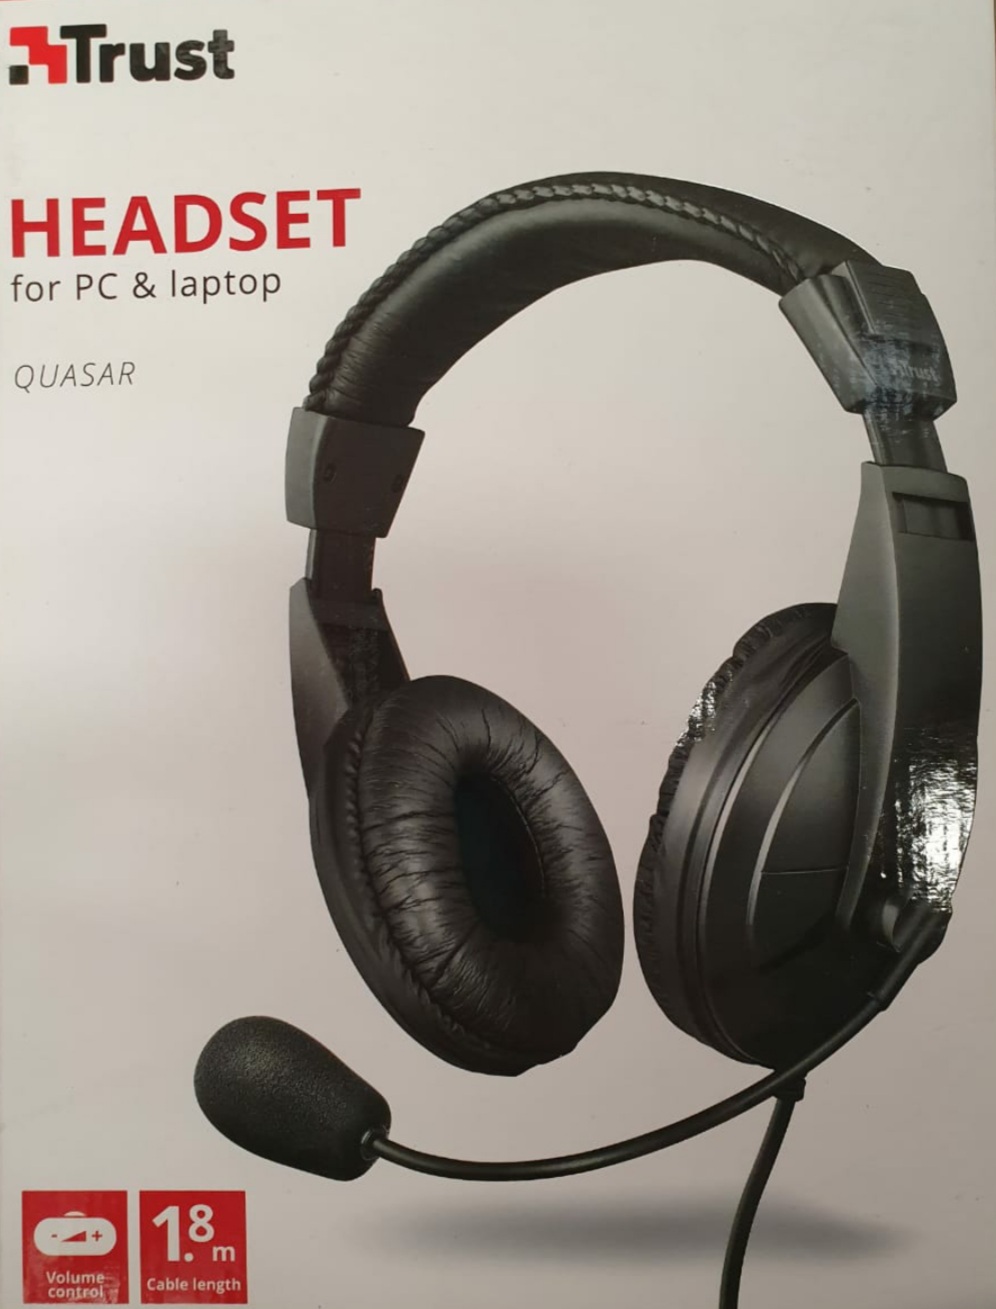 Trust
HEADSET
for PC & laptop
QUASAR
Trust
- +
Volume
control
1.8 m
Cable length